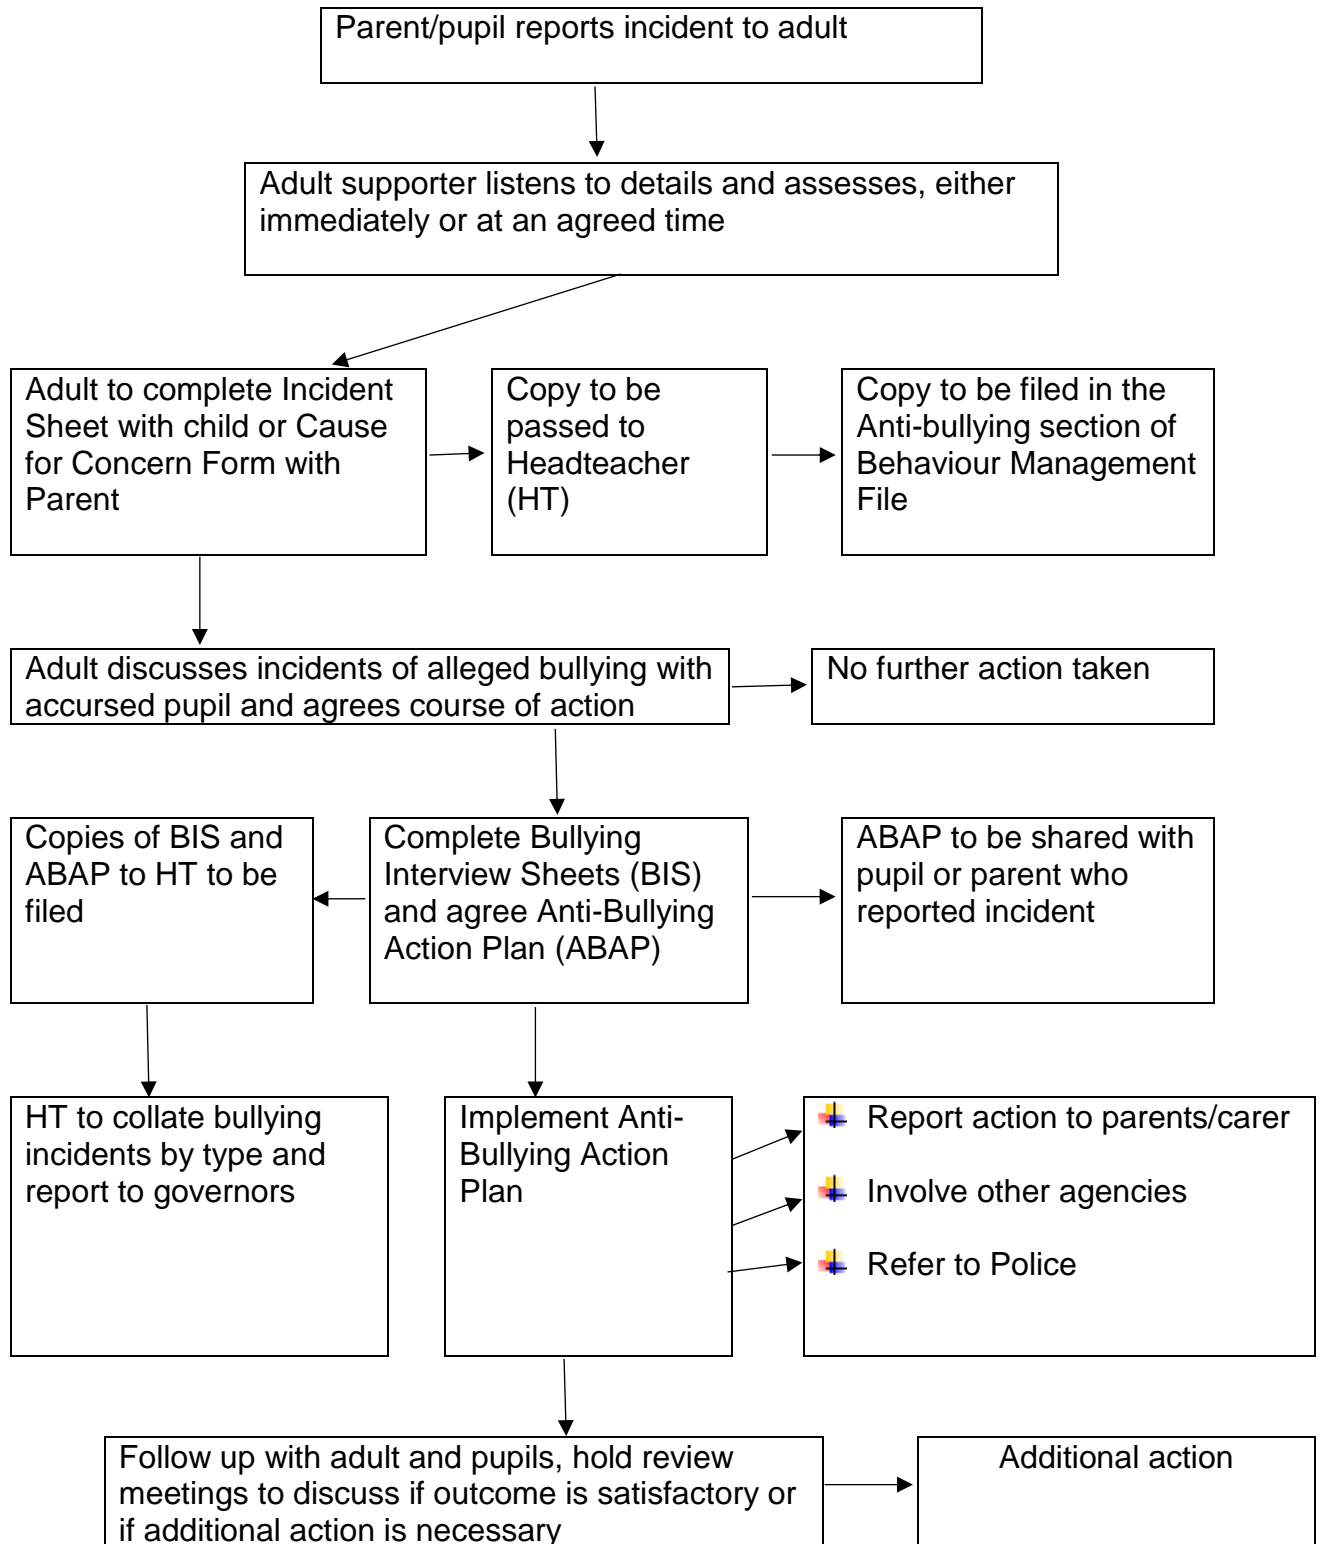 Parent/pupil reports incident to adult
Adult supporter listens to details and assesses, either
immediately or at an agreed time
Adult to complete Incident
Sheet with child or Cause
for Concern Form with
Parent
Copy to be
passed to
Headteacher
(HT)
Copy to be filed in the
Anti-bullying section of
Behaviour Management
File
Adult discusses incidents of alleged bullying with
accursed pupil and agrees course of action
No further action taken
Copies of BIS and
ABAP to HT to be
filed
Complete Bullying
Interview Sheets (BIS)
and agree Anti-Bullying
Action Plan (ABAP)
ABAP to be shared with
pupil or parent who
reported incident
HT to collate bullying
incidents by type and
report to governors
Implement Anti-
Bullying Action
Plan
Report action to parents/carer
Involve other agencies
Refer to Police
Follow up with adult and pupils, hold review
meetings to discuss if outcome is satisfactory or
if additional action is necessary
Additional action